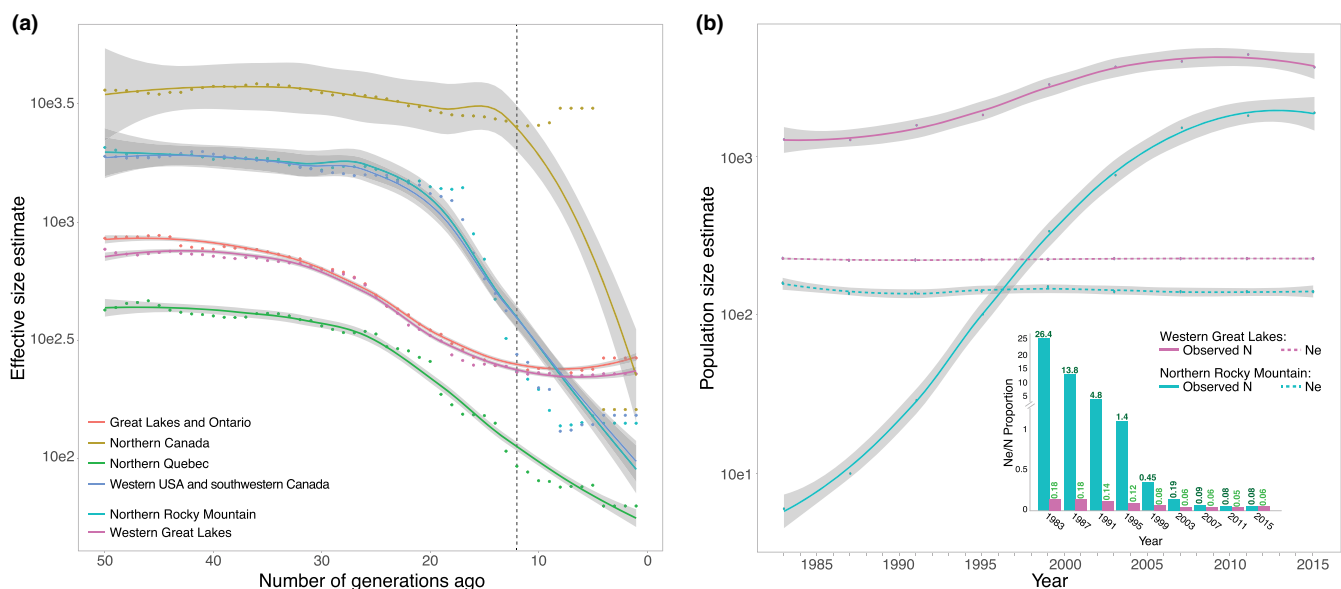 (a)
Effective size estimate
10e3.5
10e3
10e2.5
10e2
50
40
30
20
10
0
Number of generations ago
Great Lakes and Ontario
Northern Canada
Northern Quebec
Western USA and southwestern Canada
Northern Rocky Mountain
Western Great Lakes
(b)
Population size estimate
10e3
10e2
10e1
1985
1990
1995
2000
2005
2010
2015
Year
Western Great Lakes:
Observed N
Ne
Northern Rocky Mountain:
Observed N
Ne
Ne/N Proportion
25
20
15
10
5
1
0.5
0
26.4
13.8
4.8
1.4
0.45
0.19
0.09
0.08
0.08
0.18
0.18
0.14
0.12
0.08
0.06
0.06
0.05
0.06
1983
1987
1991
1995
1999
2003
2007
2011
2015
Year